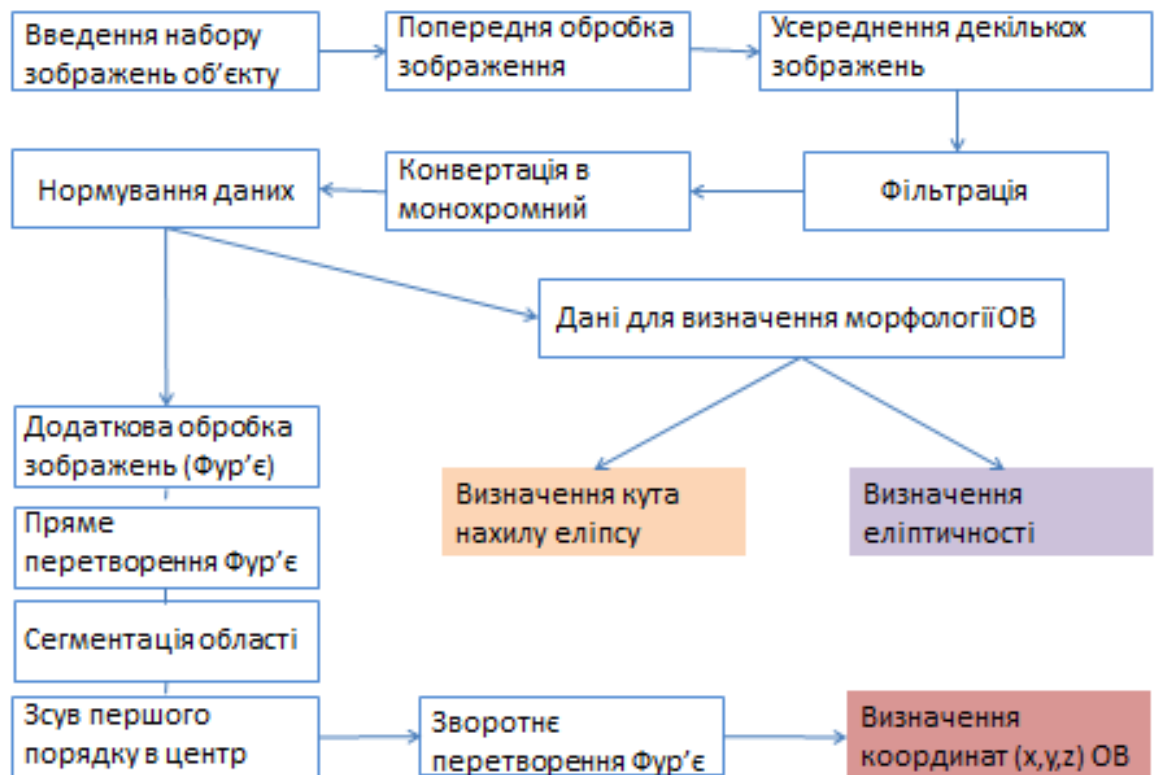 Введення набору
зображень об’єкту
Попередня обробка
зображення
Усереднення декількох
зображень
Нормування даних
Конвертація в
монохромний
Фільтрація
Дані для визначення морфології ОВ
Додаткова обробка
зображень (Фур’є)
Визначення кута
нахилу еліпсу
Визначення
еліптичності
Пряме
перетворення Фур’є
Сегментація області
Зсув першого
порядку в центр
Зворотнє
перетворення Фур’є
Визначення
координат (x,y,z) ОВ